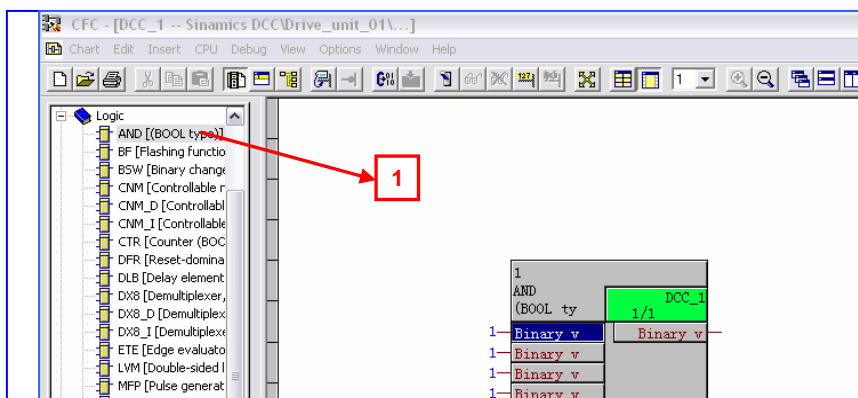 CFC - [DCC_1 -- Sinamics DCC\Drive_unit_01\...]
Chart Edit Insert CPU Debug View Options Window Help
1
Logic
AND [(BOOL type)]
BF [Flashing functio
BSW [Binary change
CNM [Controllable r
CNM_D [Controllabl
CNM_I [Controllable
CTR [Counter (BOC
DFR [Reset-domina
DLB [Delay element
DX8 [Demultiplexer,
DX8_D [Demultiplex
DX8_I [Demultiplexe
ETE [Edge evaluato
LVM [Double-sided l
MFP [Pulse generat
1
1
AND
(BOOL ty
DCC_1
1/1
1 Binary v Binary v
1 Binary v
1 Binary v
1 Binary v